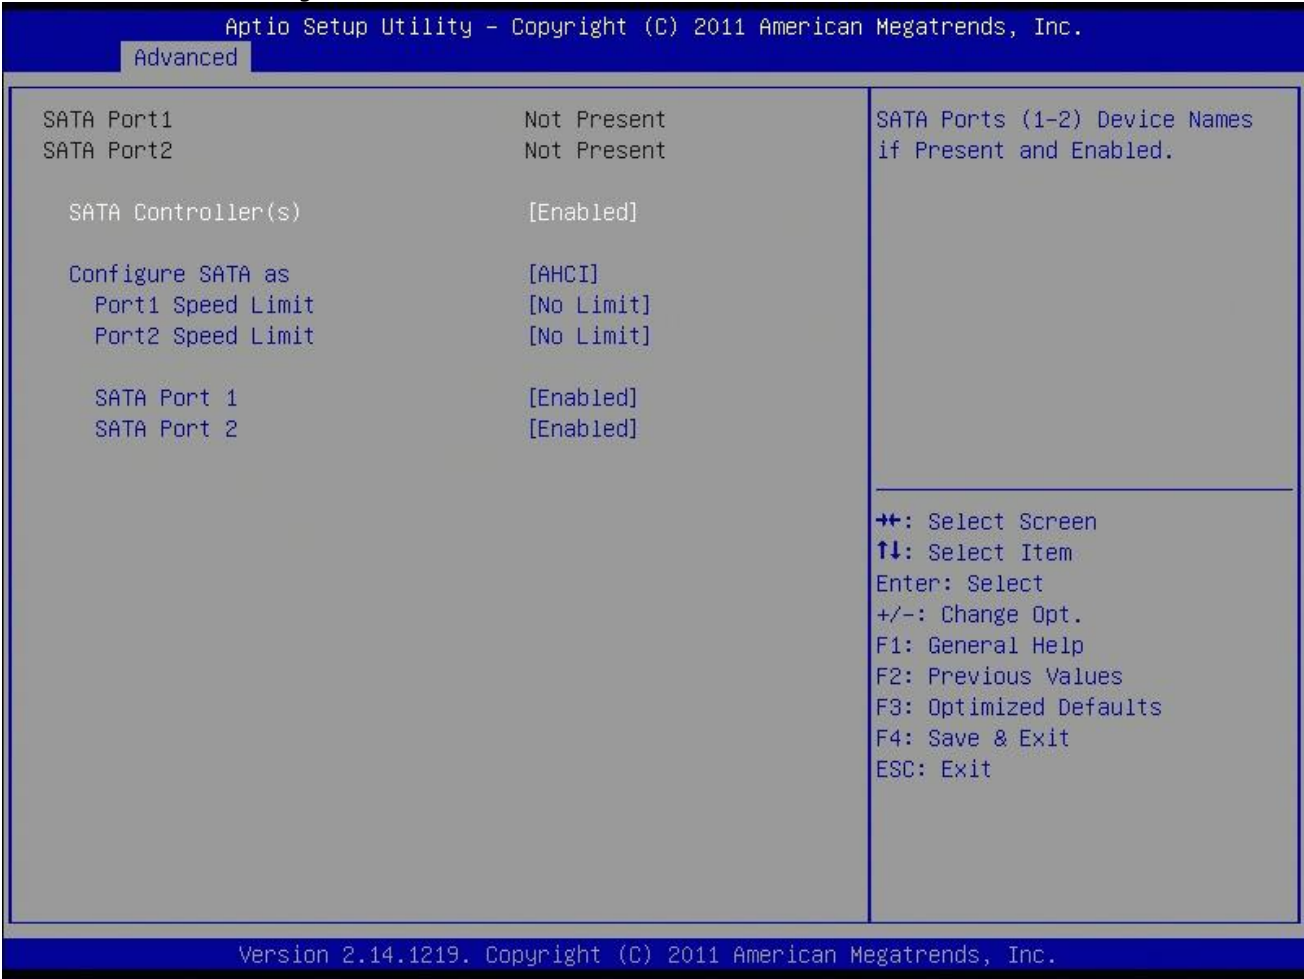 Aptio Setup Utility – Copyright (C) 2011 American Megatrends, Inc.
Advanced
SATA Port1 Not Present
SATA Port2 Not Present
SATA Controller(s) [Enabled]
Configure SATA as [AHCI]
Port1 Speed Limit [No Limit]
Port2 Speed Limit [No Limit]
SATA Port 1 [Enabled]
SATA Port 2 [Enabled]
SATA Ports (1–2) Device Names
if Present and Enabled.
→←: Select Screen
↑↓: Select Item
Enter: Select
+/–: Change Opt.
F1: General Help
F2: Previous Values
F3: Optimized Defaults
F4: Save & Exit
ESC: Exit
Version 2.14.1219. Copyright (C) 2011 American Megatrends, Inc.